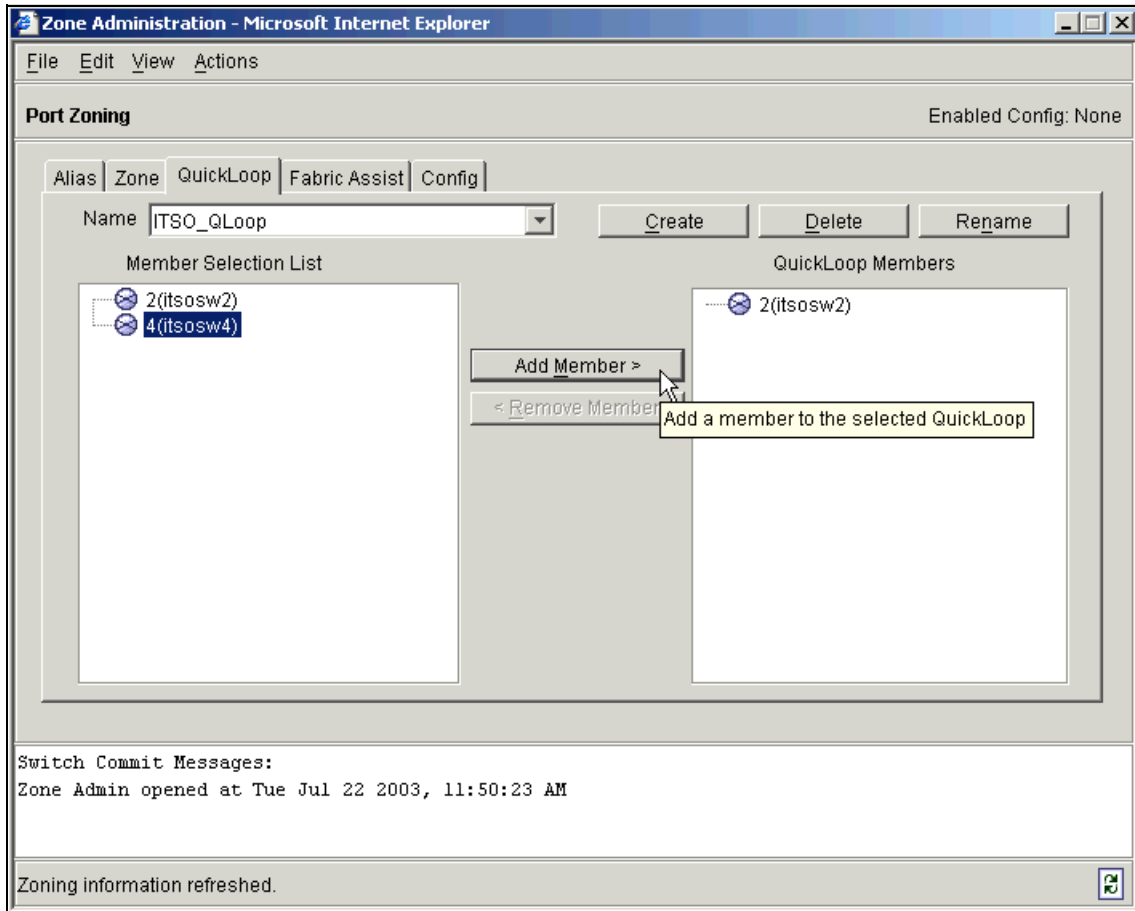 Zone Administration - Microsoft Internet Explorer
File Edit View Actions
Port Zoning Enabled Config: None
Alias Zone QuickLoop Fabric Assist Config
Name ITSO_QLoop Create Delete Rename
Member Selection List QuickLoop Members
2(itsosw2) 2(itsosw2)
4(itsosw4)
Add Member >
< Remove Member
Add a member to the selected QuickLoop
Switch Commit Messages:
Zone Admin opened at Tue Jul 22 2003, 11:50:23 AM
Zoning information refreshed.